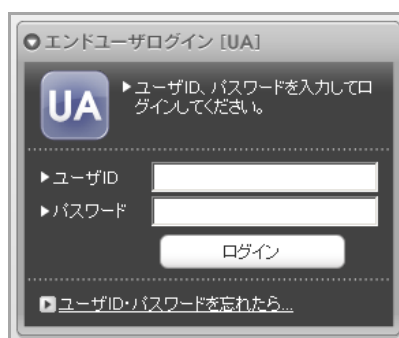 エンドユーザログイン [UA]
UA
ユーザID、パスワードを入力してロ
グインしてください。
ユーザID
パスワード
ログイン
ユーザID・パスワードを忘れたら...